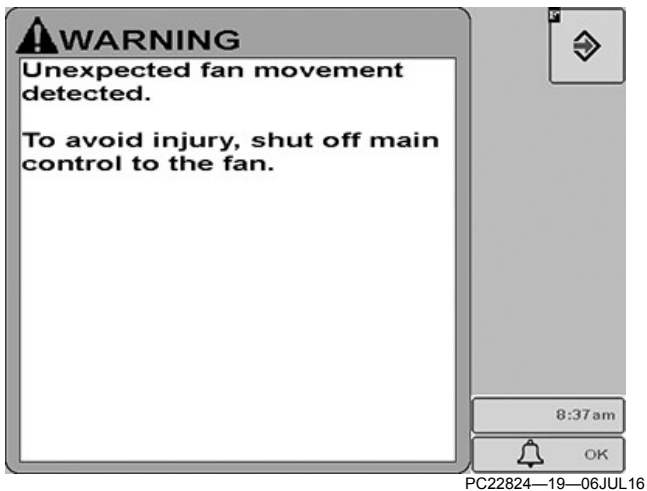 WARNING
Unexpected fan movement
detected.
To avoid injury, shut off main
control to the fan.
8:37am
OK
PC22824—19—06JUL16